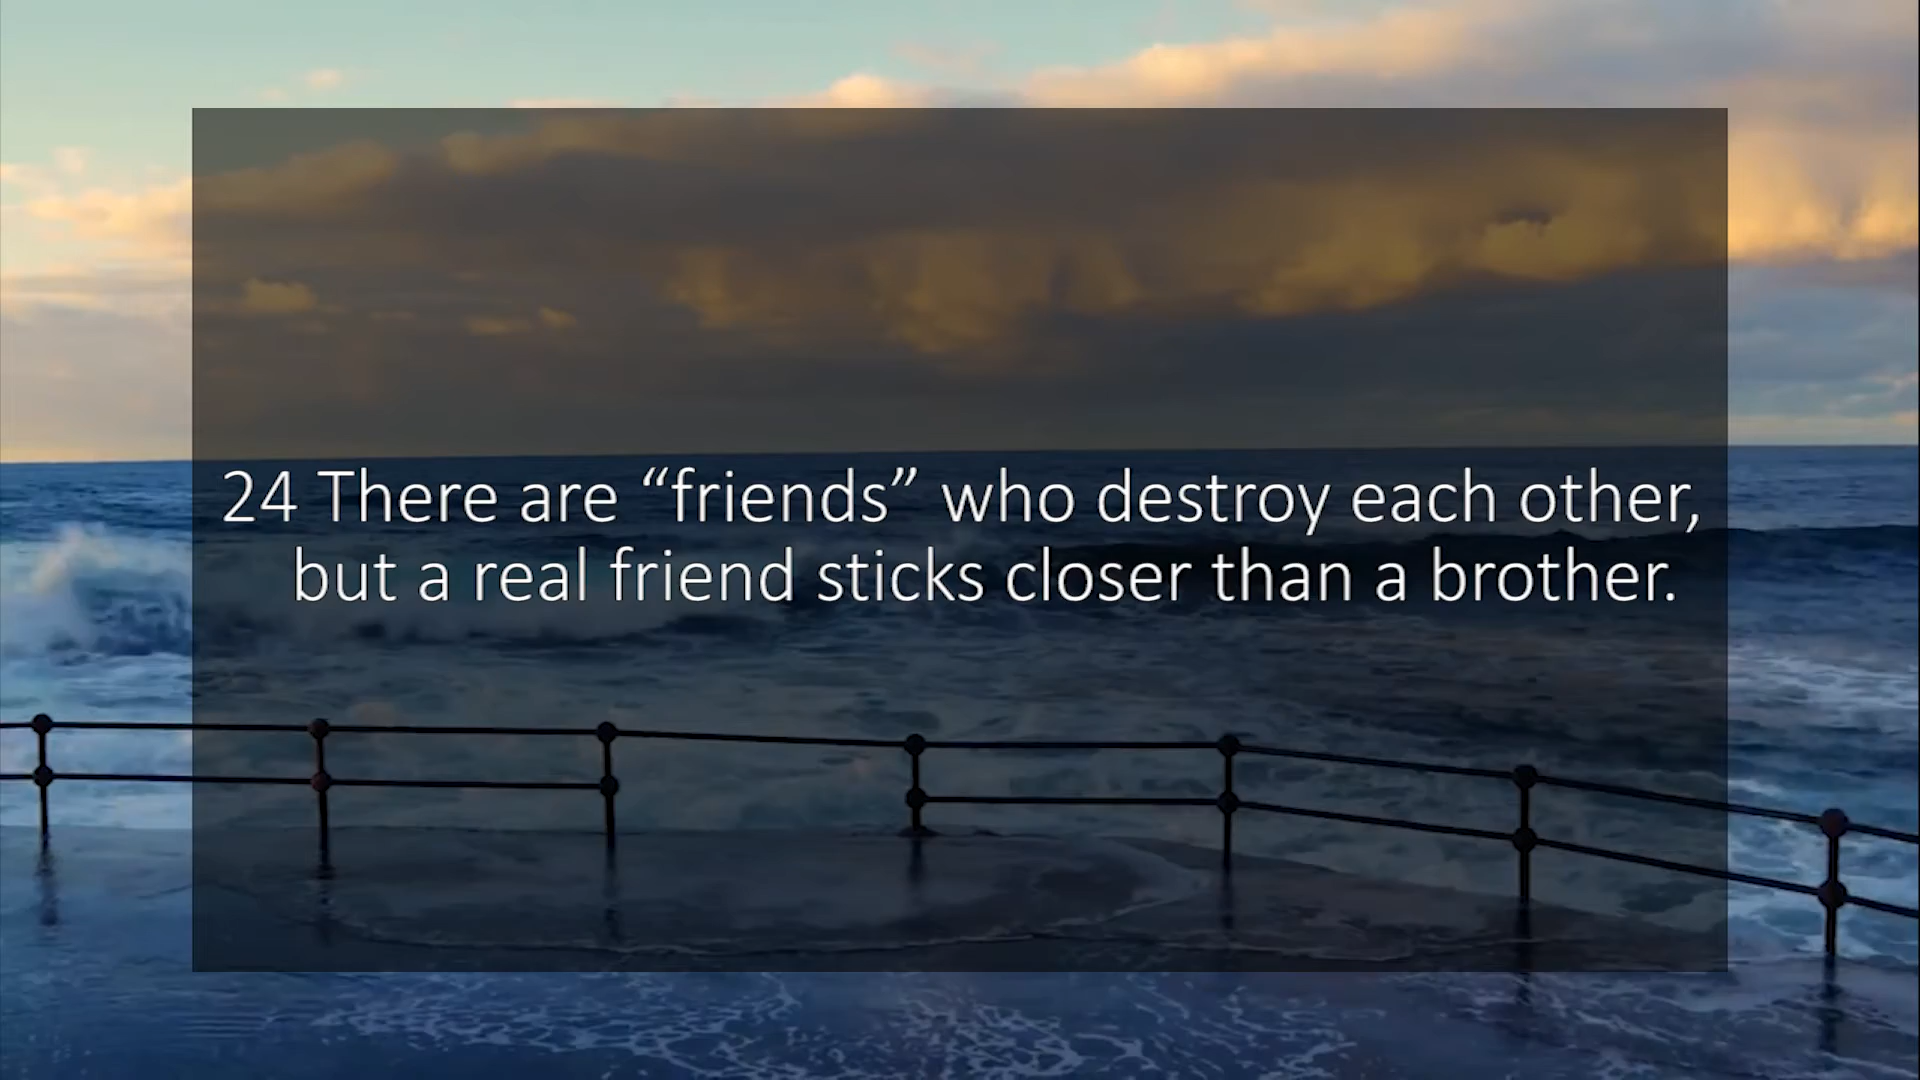 24 There are “friends” who destroy each other,
but a real friend sticks closer than a brother.